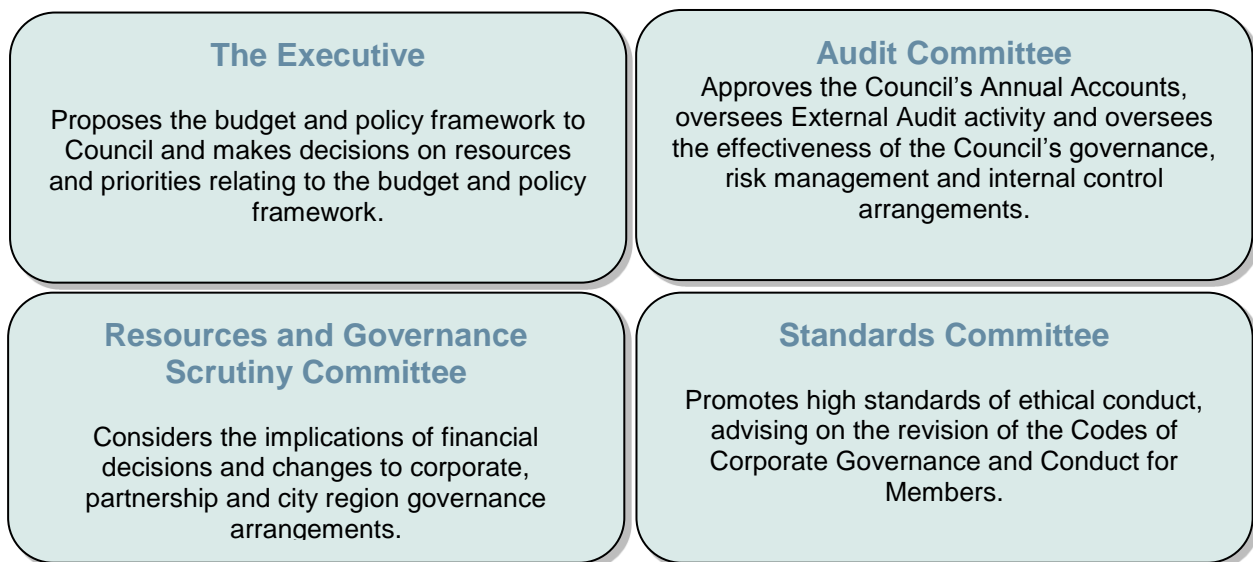 The Executive
Proposes the budget and policy framework to
Council and makes decisions on resources
and priorities relating to the budget and policy
framework.
Audit Committee
Approves the Council’s Annual Accounts,
oversees External Audit activity and oversees
the effectiveness of the Council’s governance,
risk management and internal control
arrangements.
Resources and Governance
Scrutiny Committee
Considers the implications of financial
decisions and changes to corporate,
partnership and city region governance
arrangements.
Standards Committee
Promotes high standards of ethical conduct,
advising on the revision of the Codes of
Corporate Governance and Conduct for
Members.